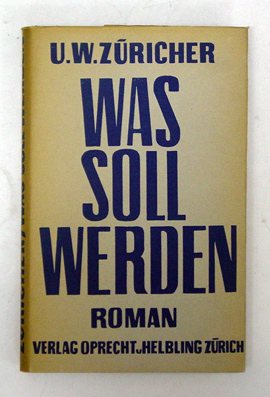 U.W.ZÜRICHER
WAS
SOLL
WERDEN
ROMAN
VERLAG OPRECHT u HELBLING ZÜRICH